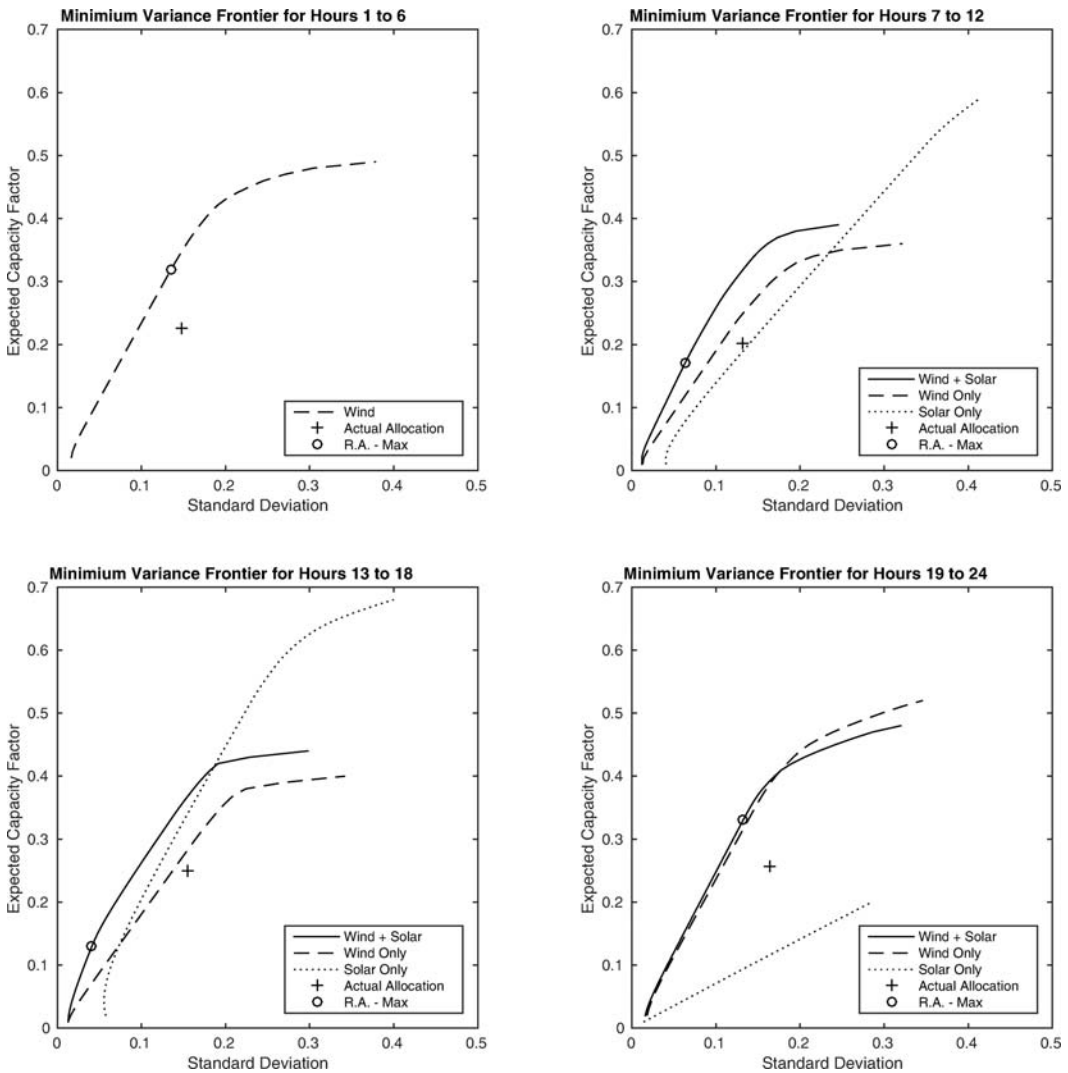 Minimum Variance Frontier for Hours 1 to 6
0.7
0.6
0.5
0.4
0.3
0.2
0.1
0
Expected Capacity Factor
Wind
Actual Allocation
R.A. - Max
0 0.1 0.2 0.3 0.4 0.5
Standard Deviation
Minimum Variance Frontier for Hours 7 to 12
0.7
0.6
0.5
0.4
0.3
0.2
0.1
0
Expected Capacity Factor
Wind + Solar
Wind Only
Solar Only
Actual Allocation
R.A. - Max
0 0.1 0.2 0.3 0.4 0.5
Standard Deviation
Minimium Variance Frontier for Hours 13 to 18
0.7
0.6
0.5
0.4
0.3
0.2
0.1
0
Expected Capacity Factor
Wind + Solar
Wind Only
Solar Only
Actual Allocation
R.A. - Max
0 0.1 0.2 0.3 0.4 0.5
Standard Deviation
Minimium Variance Frontier for Hours 19 to 24
0.7
0.6
0.5
0.4
0.3
0.2
0.1
0
Expected Capacity Factor
Wind + Solar
Wind Only
Solar Only
Actual Allocation
R.A. - Max
0 0.1 0.2 0.3 0.4 0.5
Standard Deviation